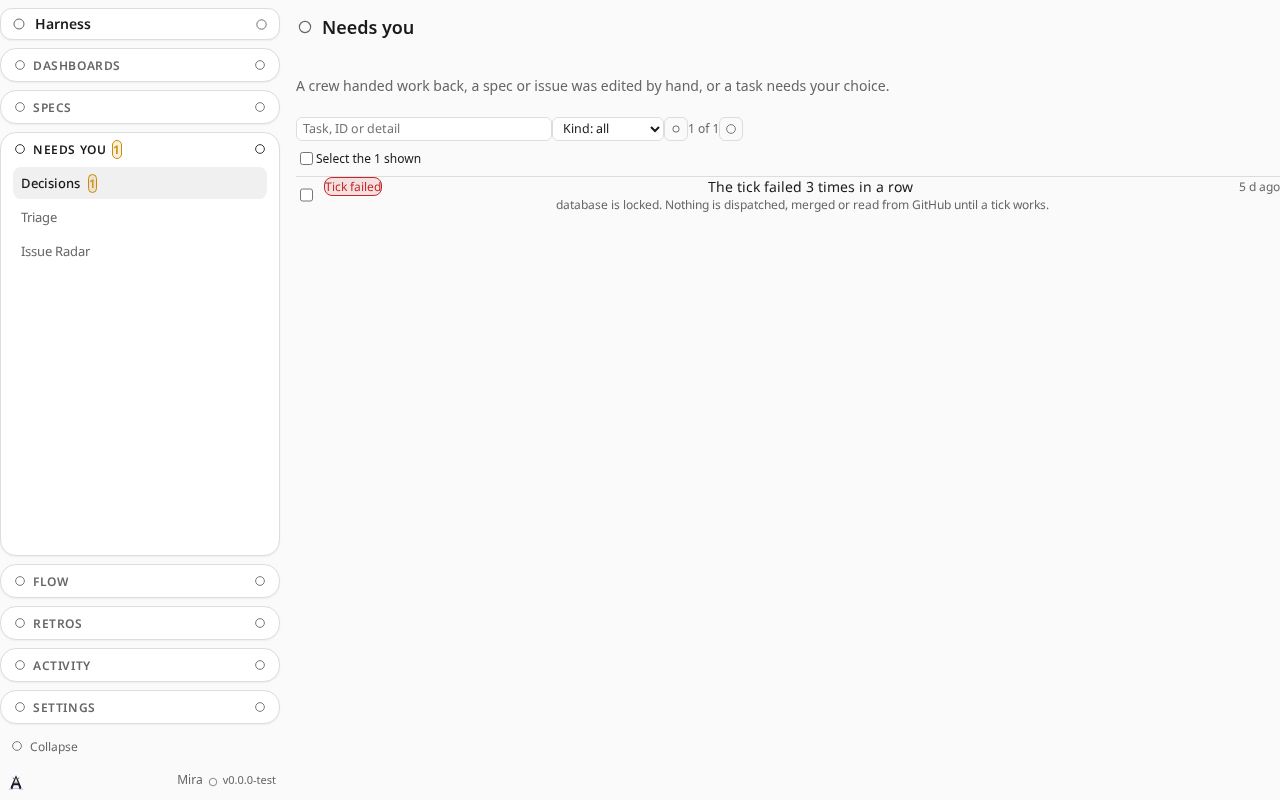 Harness
DASHBOARDS
SPECS
NEEDS YOU 1
Decisions 1
Triage
Issue Radar
FLOW
RETROS
ACTIVITY
SETTINGS
Collapse
A
Mira v0.0.0-test
Needs you
A crew handed work back, a spec or issue was edited by hand, or a task needs your choice.
Task, ID or detail Kind: all 1 of 1
Select the 1 shown
Tick failed The tick failed 3 times in a row 5 d ago
database is locked. Nothing is dispatched, merged or read from GitHub until a tick works.